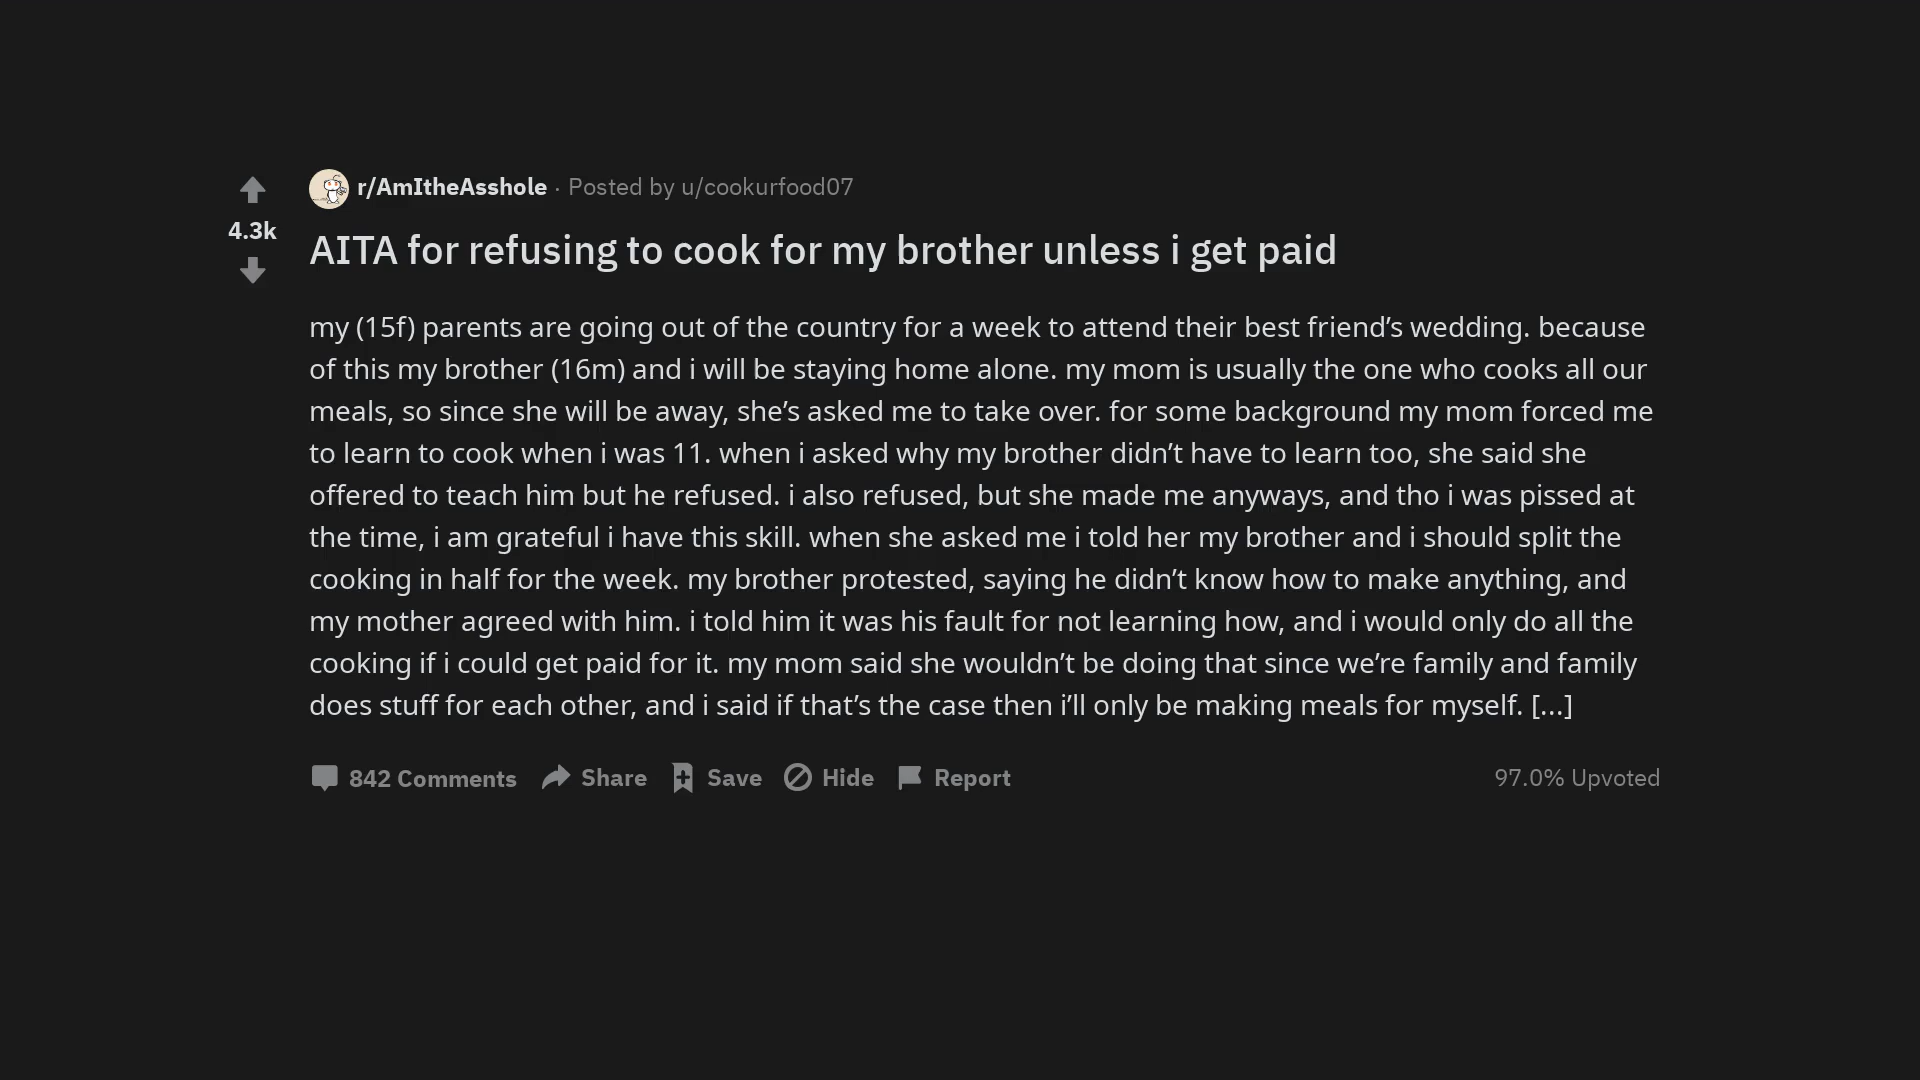 r/AmItheAsshole · Posted by u/cookurfood07
4.3k
AITA for refusing to cook for my brother unless i get paid
my (15f) parents are going out of the country for a week to attend their best friend’s wedding. because
of this my brother (16m) and i will be staying home alone. my mom is usually the one who cooks all our
meals, so since she will be away, she’s asked me to take over. for some background my mom forced me
to learn to cook when i was 11. when i asked why my brother didn’t have to learn too, she said she
offered to teach him but he refused. i also refused, but she made me anyways, and tho i was pissed at
the time, i am grateful i have this skill. when she asked me i told her my brother and i should split the
cooking in half for the week. my brother protested, saying he didn’t know how to make anything, and
my mother agreed with him. i told him it was his fault for not learning how, and i would only do all the
cooking if i could get paid for it. my mom said she wouldn’t be doing that since we’re family and family
does stuff for each other, and i said if that’s the case then i’ll only be making meals for myself. [...]
842 Comments Share Save Hide Report 97.0% Upvoted